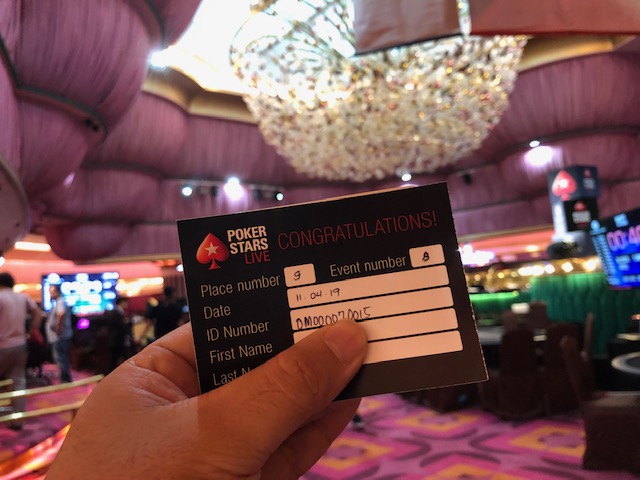 POKER
STARS
LIVE
CONGRATULATIONS!
Place number 9 Event number 8
Date 11.04.19
ID Number
First Name